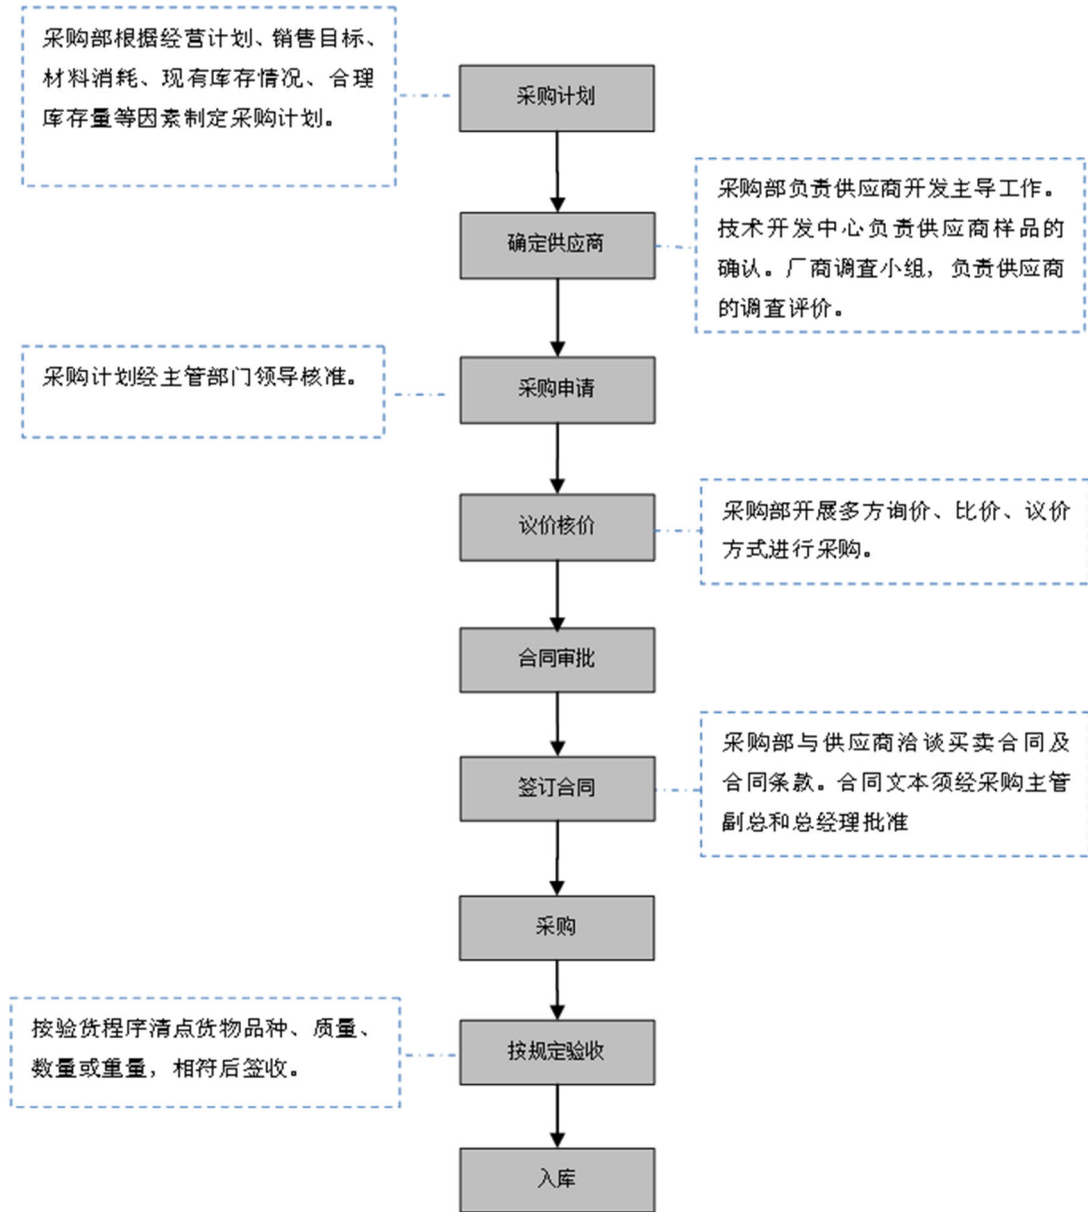 采购部根据经营计划、销售目标、
材料消耗、现有库存情况、合理
库存量等因素制定采购计划。
采购计划
采购部负责供应商开发主导工作。
技术开发中心负责供应商样品的
确认。厂商调查小组，负责供应商
的调查评价。
确定供应商
采购计划经主管部门领导核准。
采购申请
采购部开展多方询价、比价、议价
方式进行采购。
议价核价
合同审批
采购部与供应商洽谈买卖合同及
合同条款。合同文本须经采购主管
副总和总经理批准
签订合同
采购
按验货程序清点货物品种、质量、
数量或重量，相符后签收。
按规定验收
入库